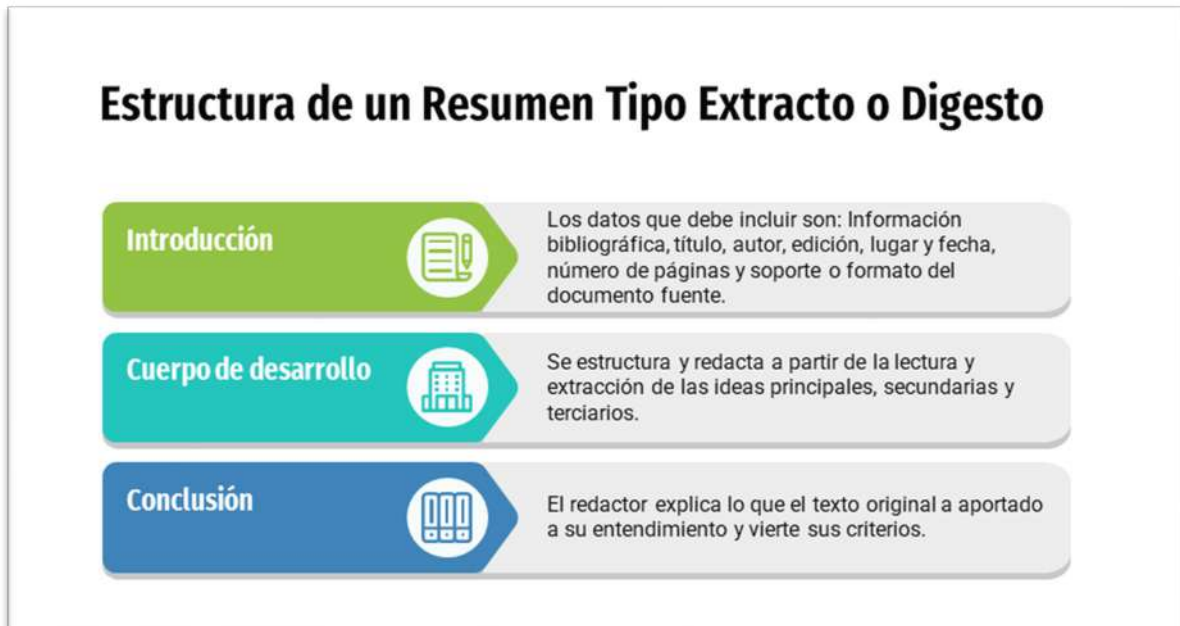 Estructura de un Resumen Tipo Extracto o Digesto
Introducción
Los datos que debe incluir son: Información
bibliográfica, título, autor, edición, lugar y fecha,
número de páginas y soporte o formato del
documento fuente.
Cuerpo de desarrollo
Se estructura y redacta a partir de la lectura y
extracción de las ideas principales, secundarias y
terciarios.
Conclusión
El redactor explica lo que el texto original a aportado
a su entendimiento y vierte sus criterios.